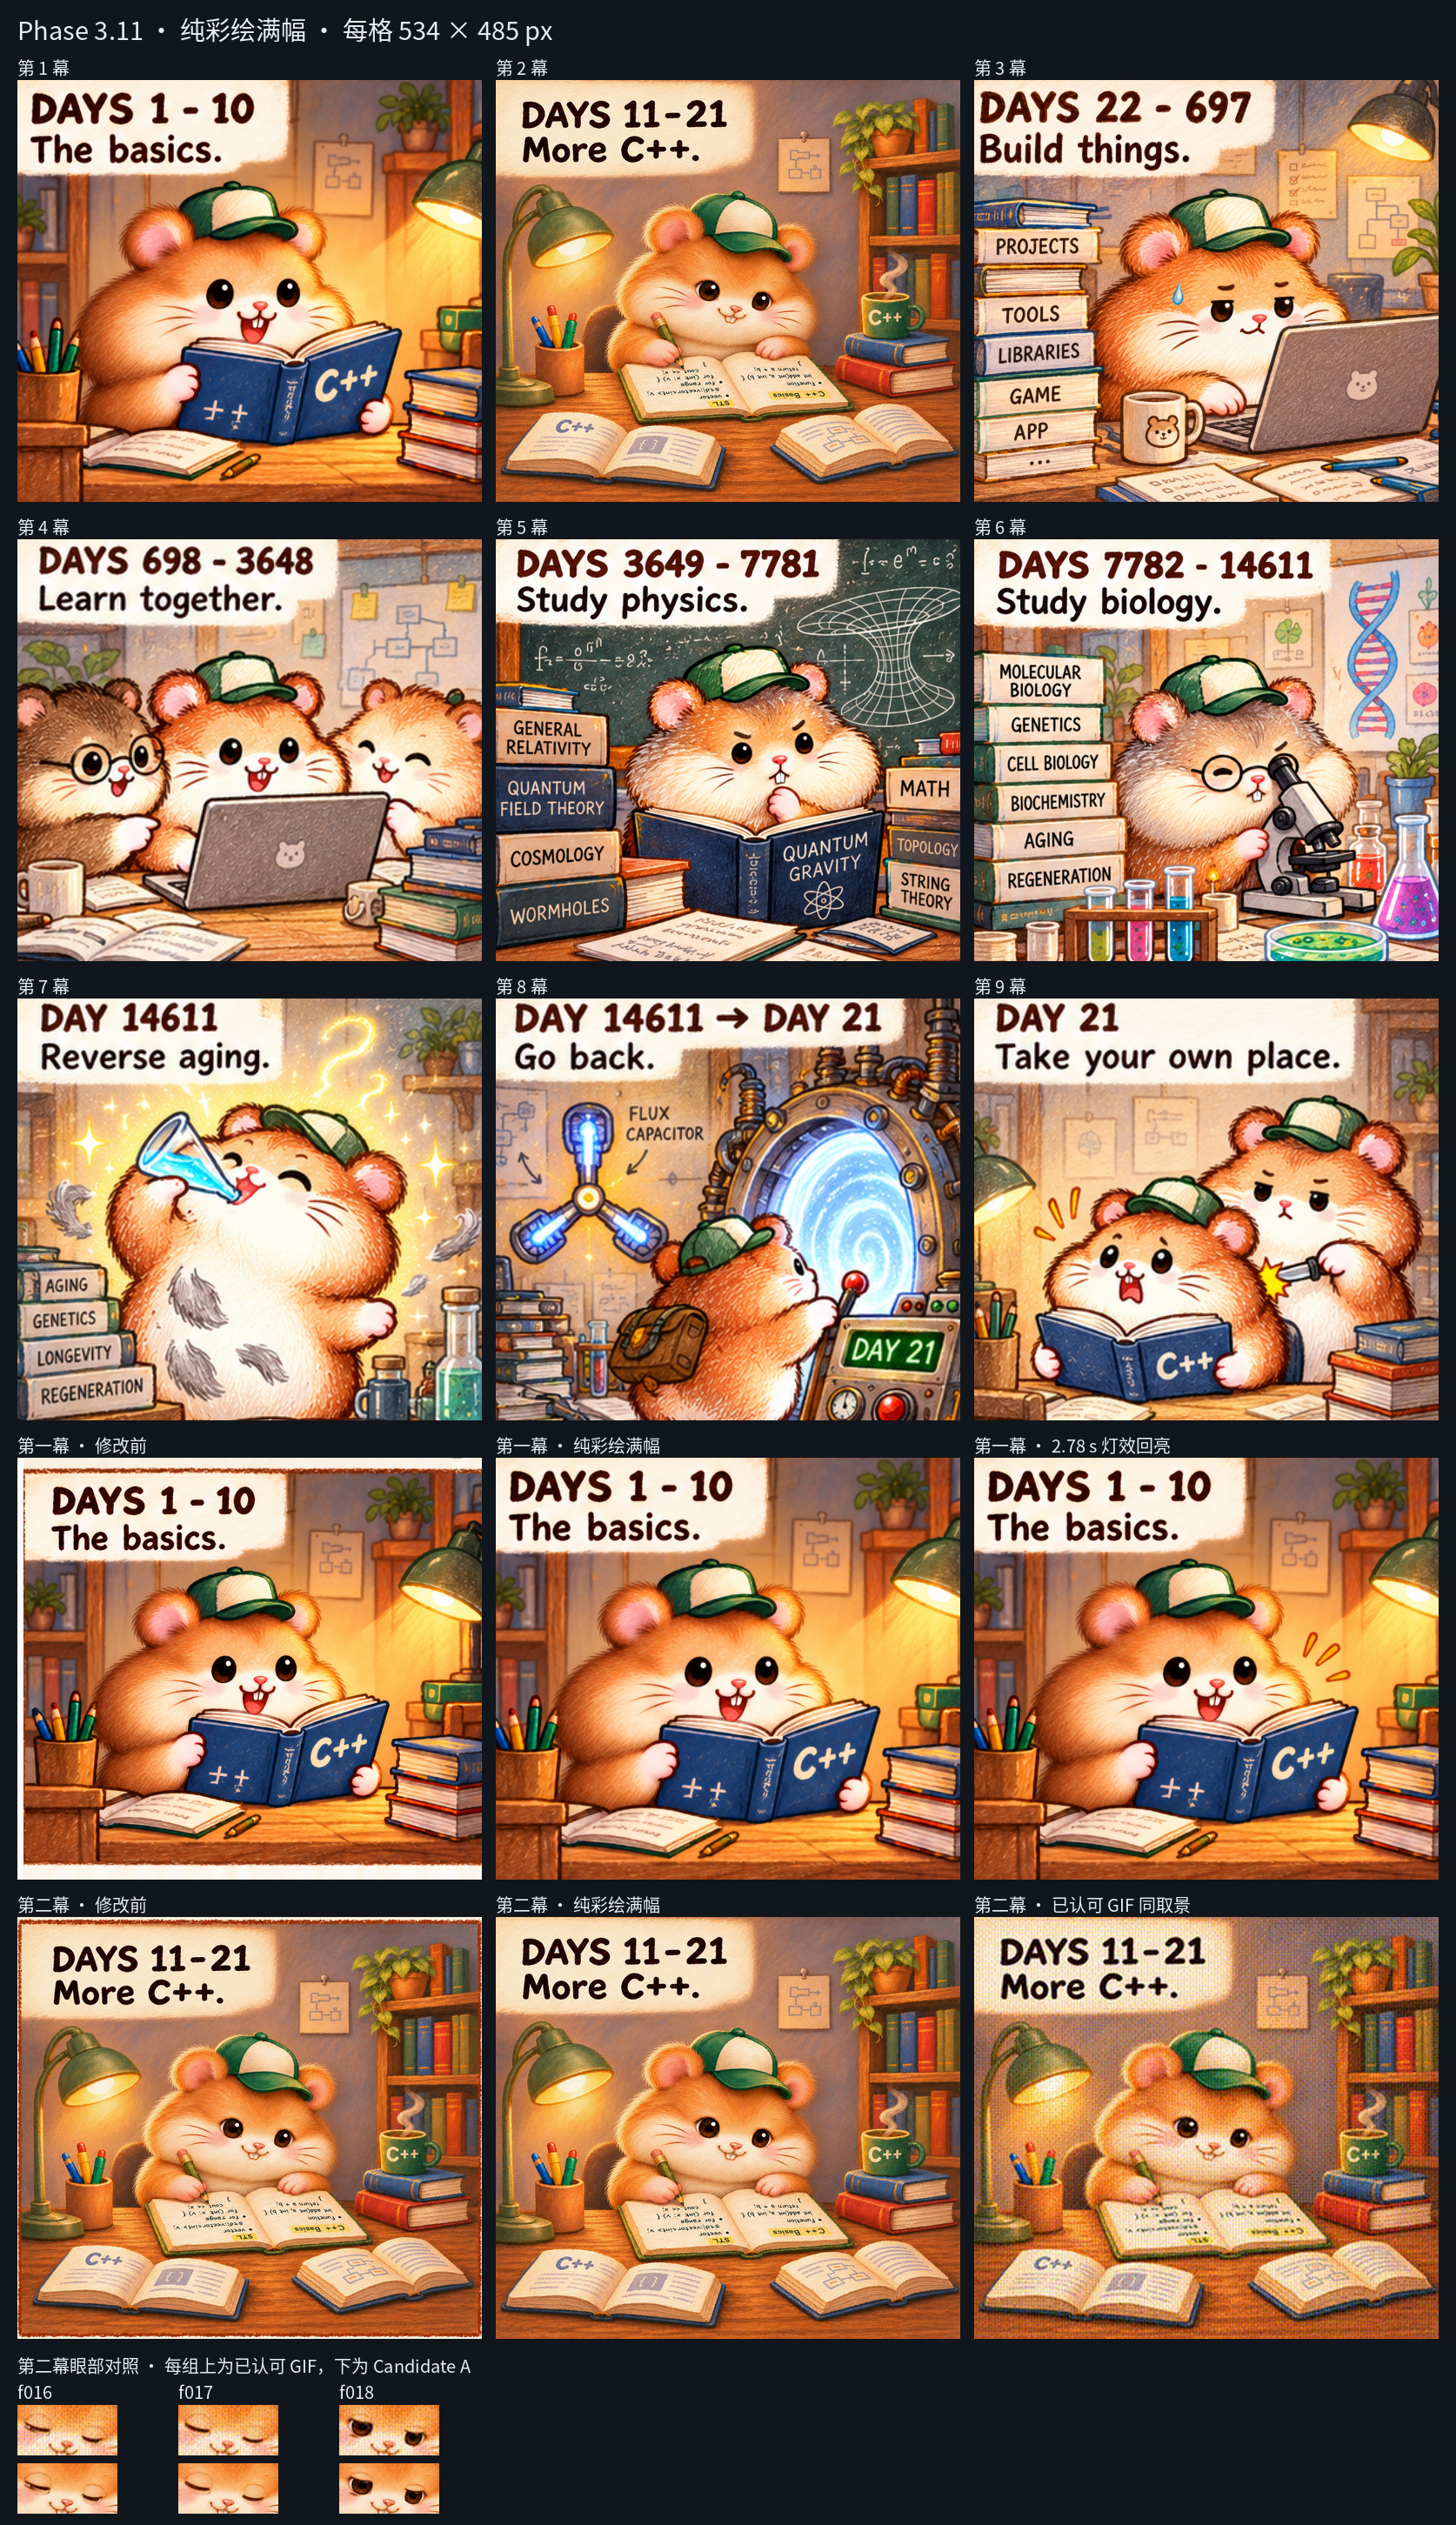 Phase 3.11 · 纯彩绘满幅 · 每格 534 × 485 px
第 1 幕
第 2 幕
第 3 幕
DAYS 1 - 10
The basics.
C++
DAYS 11-21
More C++.
C++
C++ Basics
STL
C++
DAYS 22 - 697
Build things.
PROJECTS
TOOLS
LIBRARIES
GAME
APP
...
第 4 幕
第 5 幕
第 6 幕
DAYS 698 - 3648
Learn together.
DAYS 3649 - 7781
Study physics.
GENERAL
RELATIVITY
QUANTUM
FIELD THEORY
COSMOLOGY
WORMHOLES
QUANTUM
GRAVITY
MATH
TOPOLOGY
STRING
THEORY
DAYS 7782 - 14611
Study biology.
MOLECULAR
BIOLOGY
GENETICS
CELL BIOLOGY
BIOCHEMISTRY
AGING
REGENERATION
第 7 幕
第 8 幕
第 9 幕
DAY 14611
Reverse aging.
AGING
GENETICS
LONGEVITY
REGENERATION
DAY 14611 → DAY 21
Go back.
FLUX
CAPACITOR
DAY 21
DAY 21
Take your own place.
C++
第一幕 · 修改前
第一幕 · 纯彩绘满幅
第一幕 · 2.78 s 灯效回亮
DAYS 1 - 10
The basics.
C++
DAYS 1 - 10
The basics.
C++
DAYS 1 - 10
The basics.
C++
第二幕 · 修改前
第二幕 · 纯彩绘满幅
第二幕 · 已认可 GIF 同取景
DAYS 11-21
More C++.
C++
C++ Basics
STL
C++
DAYS 11-21
More C++.
C++
C++ Basics
STL
C++
DAYS 11-21
More C++.
C++
C++ Basics
STL
C++
第二幕眼部对照 · 每组上为已认可 GIF，下为 Candidate A
f016
f017
f018